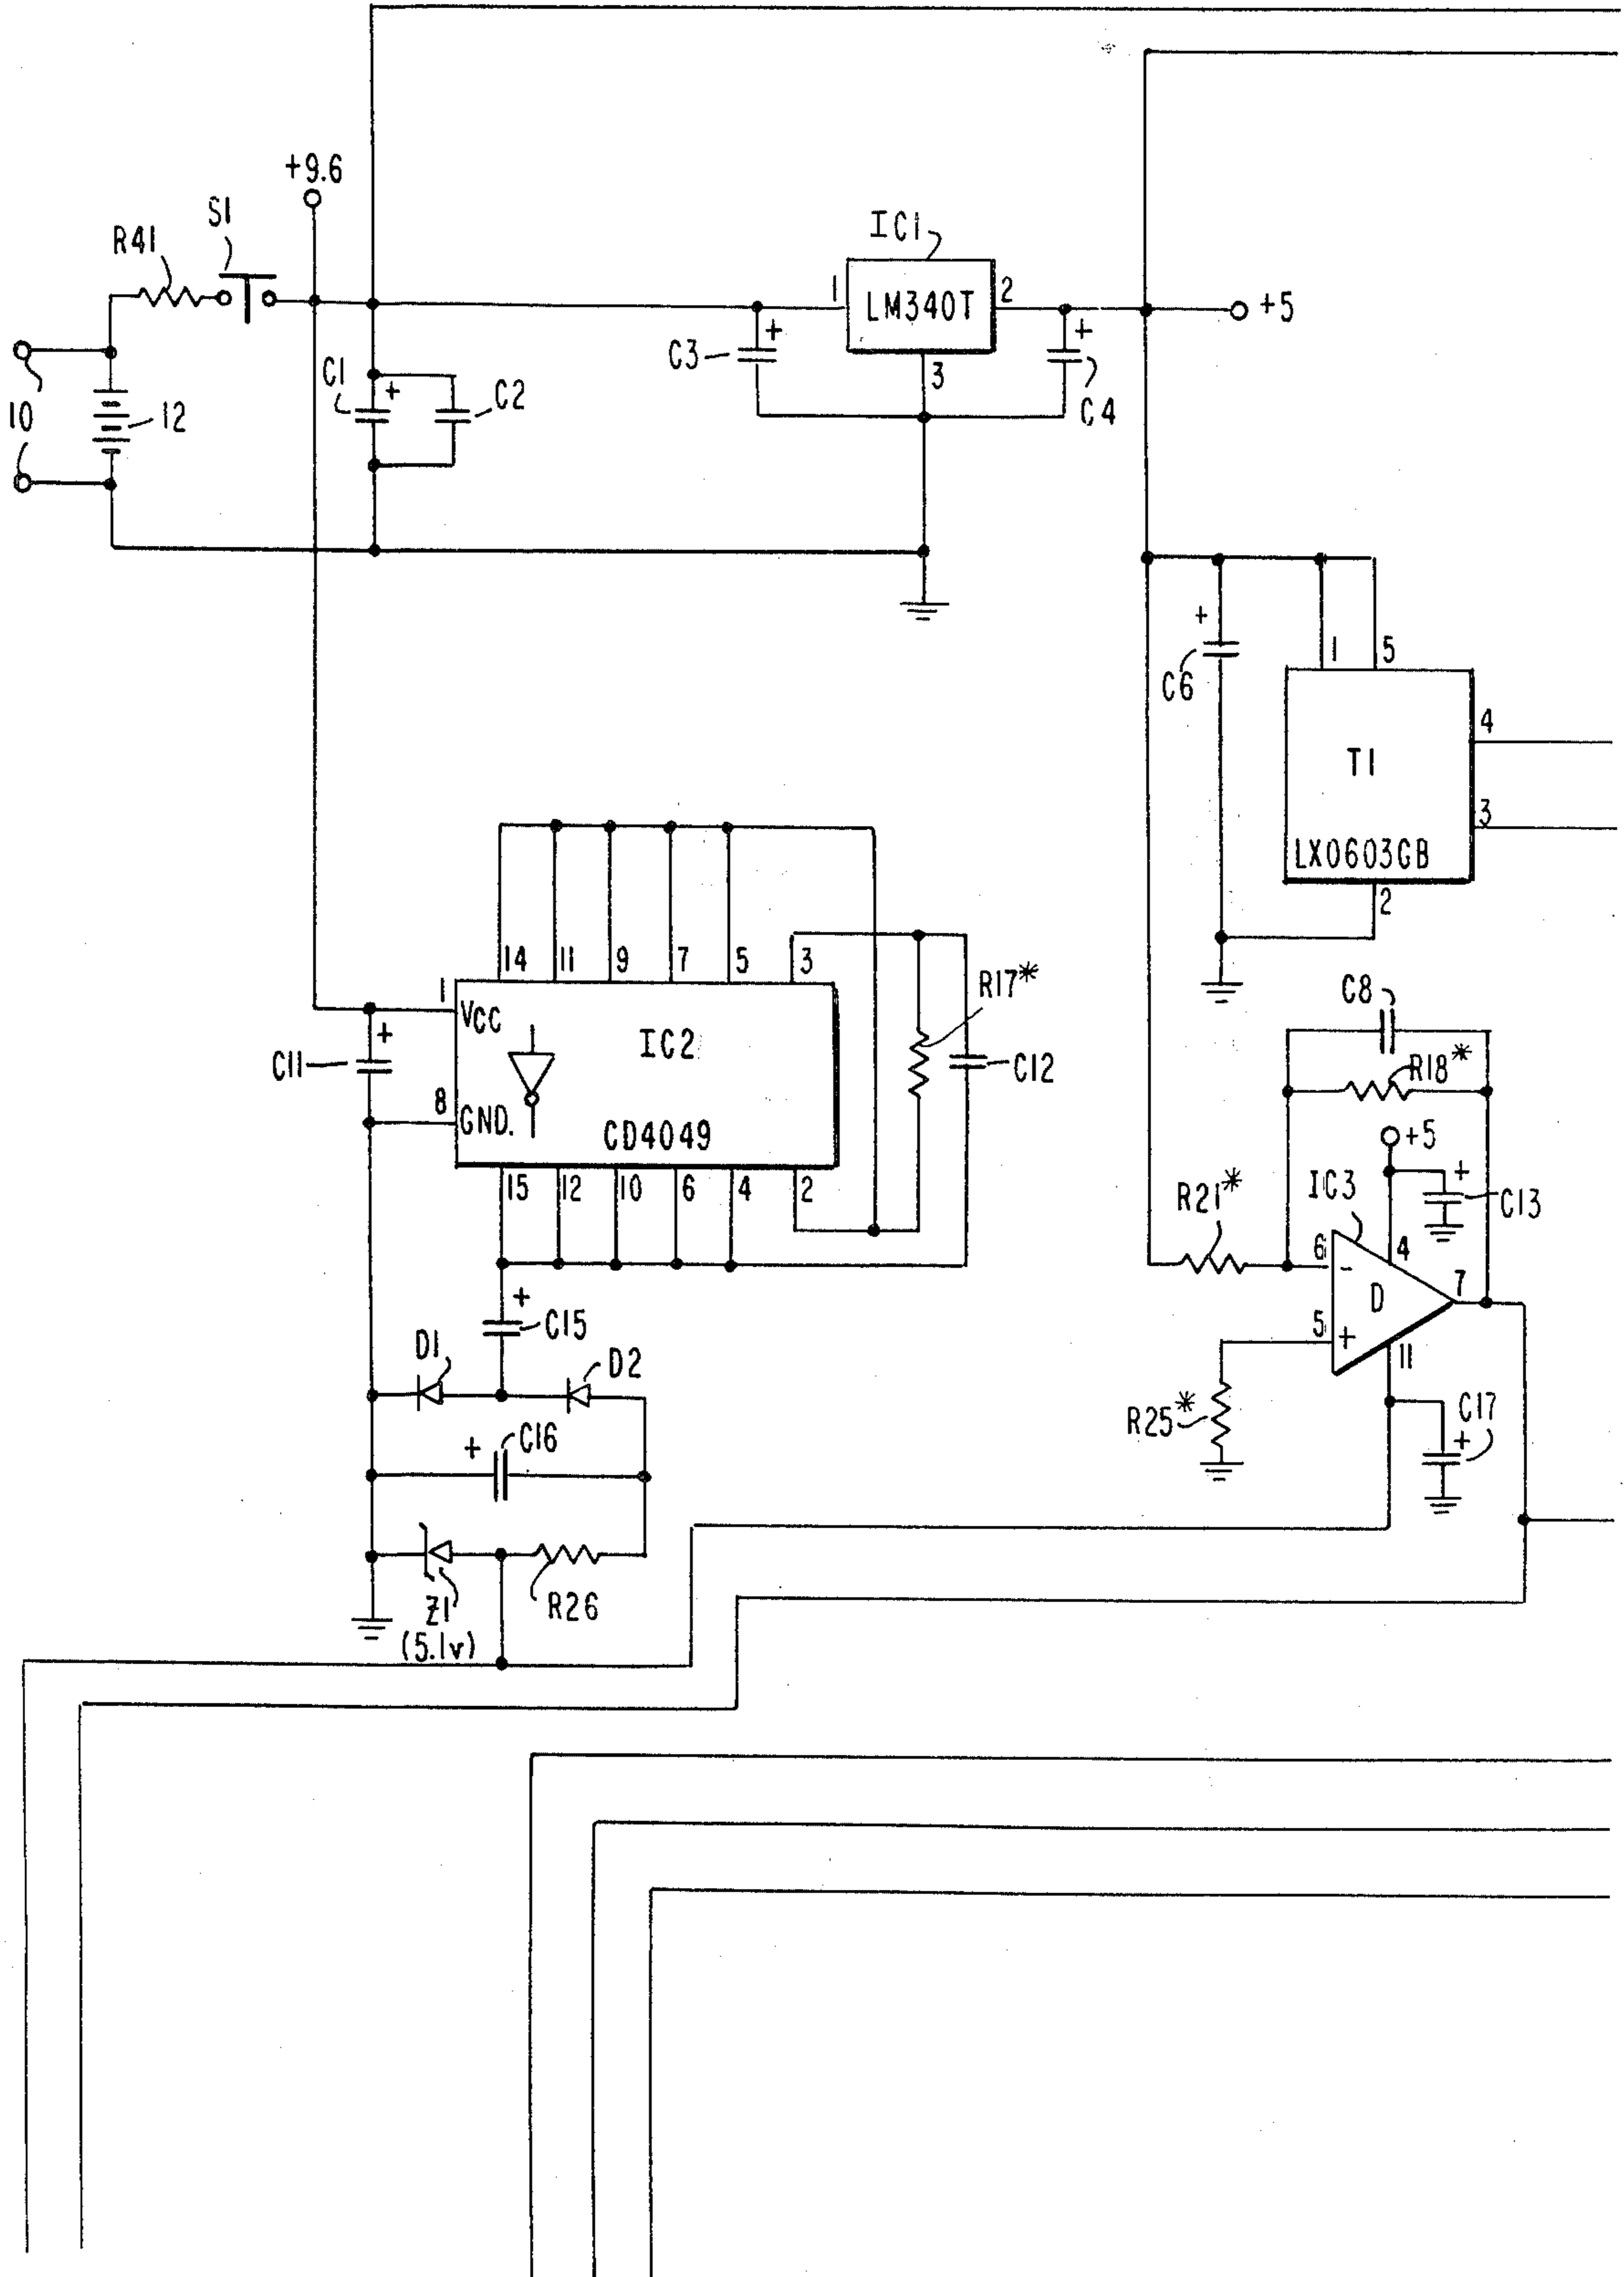 +9.6
S1
R41
IC1
1
LM340T
2
+5
C3
+
3
+
C4
10
12
C1
+
C2
+
C6
1
5
4
T1
3
LX0603GB
2
14
11
9
7
5
3
R17*
1
VCC
IC2
C11
+
C12
8
GND.
CD4049
15
12
10
6
4
2
C8
R18*
+5
+
C13
R21*
IC3
6
-
4
D
7
5
+
11
R25*
C17
+
+
C15
D1
D2
+
C16
Z1
(5.1v)
R26